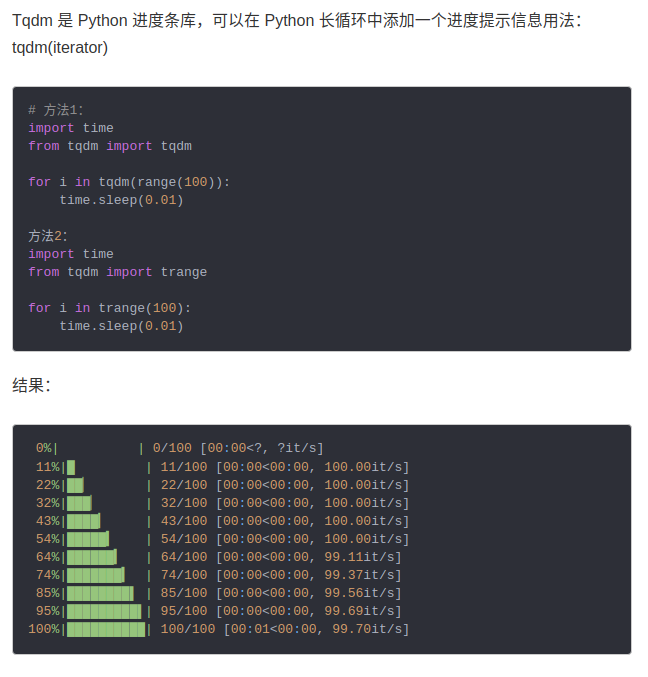 Tqdm 是 Python 进度条库，可以在 Python 长循环中添加一个进度提示信息用法：
tqdm(iterator)
# 方法1：
import time
from tqdm import tqdm
for i in tqdm(range(100)):
    time.sleep(0.01)
方法2：
import time
from tqdm import trange
for i in trange(100):
    time.sleep(0.01)
结果：
  0%|          | 0/100 [00:00<?, ?it/s]
 11%|█         | 11/100 [00:00<00:00, 100.00it/s]
 22%|██▏       | 22/100 [00:00<00:00, 100.00it/s]
 32%|███▏      | 32/100 [00:00<00:00, 100.00it/s]
 43%|████▎     | 43/100 [00:00<00:00, 100.00it/s]
 54%|█████▍    | 54/100 [00:00<00:00, 100.00it/s]
 64%|██████▍   | 64/100 [00:00<00:00, 99.11it/s]
 74%|███████▍  | 74/100 [00:00<00:00, 99.37it/s]
 85%|████████▌ | 85/100 [00:00<00:00, 99.56it/s]
 95%|█████████▌| 95/100 [00:00<00:00, 99.69it/s]
100%|██████████| 100/100 [00:01<00:00, 99.70it/s]